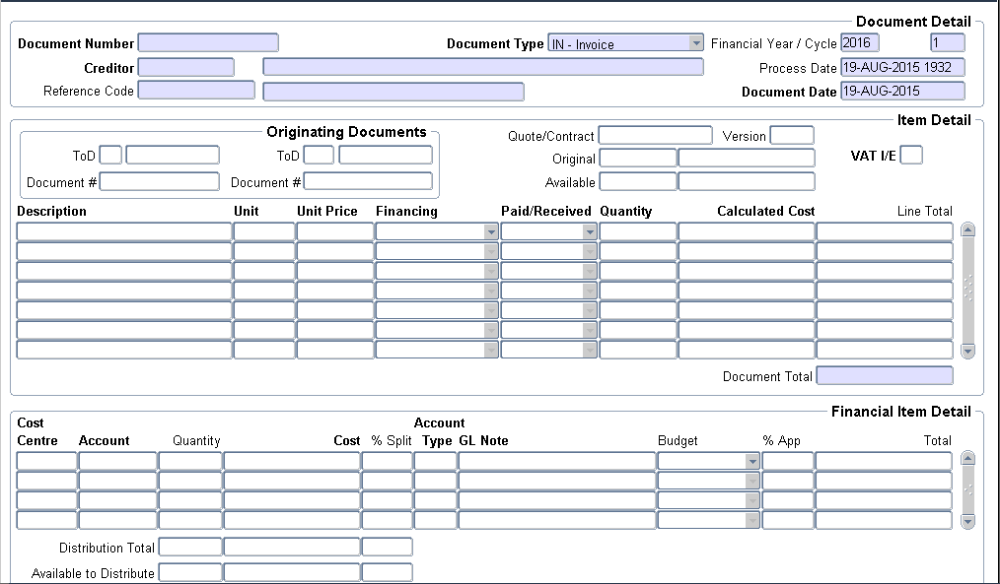 Document Detail
Document Number Document Type IN - Invoice Financial Year / Cycle 2016 1
Creditor Process Date 19-AUG-2015 1932
Reference Code Document Date 19-AUG-2015
Item Detail
Originating Documents Quote/Contract Version
ToD ToD Original VAT I/E
Document # Document # Available
Description Unit Unit Price Financing Paid/Received Quantity Calculated Cost Line Total
Document Total
Financial Item Detail
Cost Account
Centre Account Quantity Cost % Split Type GL Note Budget % App Total
Distribution Total
Available to Distribute